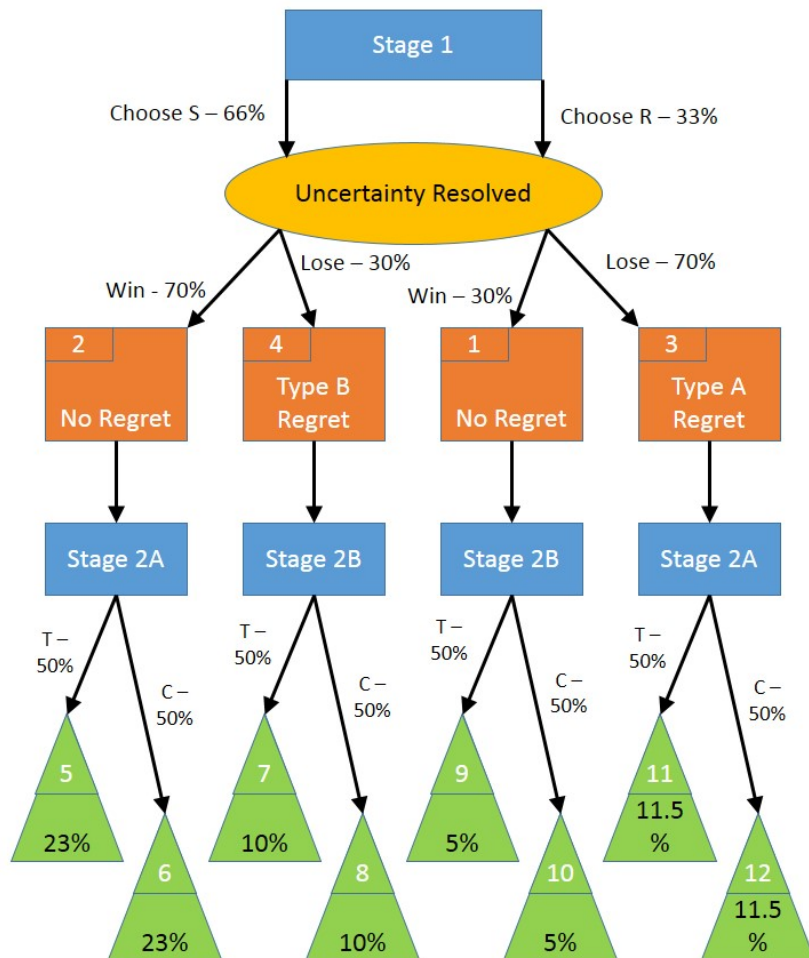 Stage 1
Choose S – 66%
Choose R – 33%
Uncertainty Resolved
Win - 70%
Lose – 30%
Win – 30%
Lose – 70%
2
No Regret
4
Type B
Regret
1
No Regret
3
Type A
Regret
Stage 2A
Stage 2B
Stage 2B
Stage 2A
T –
50%
C –
50%
T –
50%
C –
50%
T –
50%
C –
50%
T –
50%
C –
50%
5
23%
6
23%
7
10%
8
10%
9
5%
10
5%
11
11.5
%
12
11.5
%